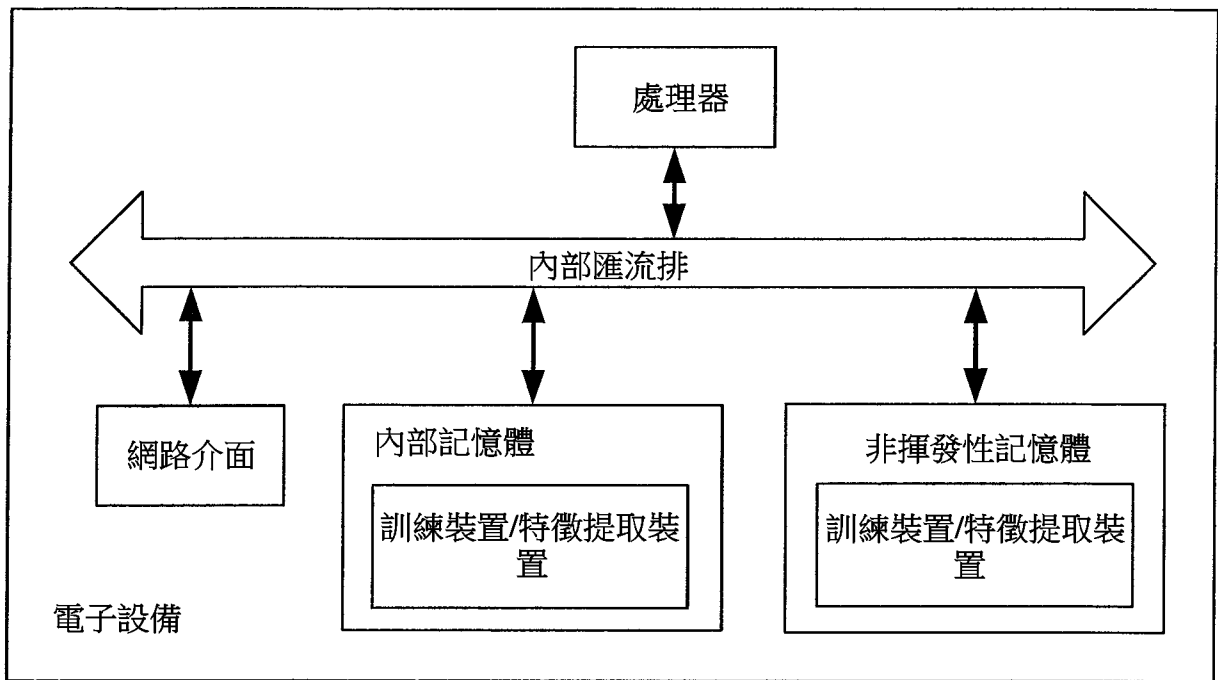 處理器
內部匯流排
網路介面
內部記憶體
訓練裝置/特徵提取裝
置
非揮發性記憶體
訓練裝置/特徵提取裝
置
電子設備